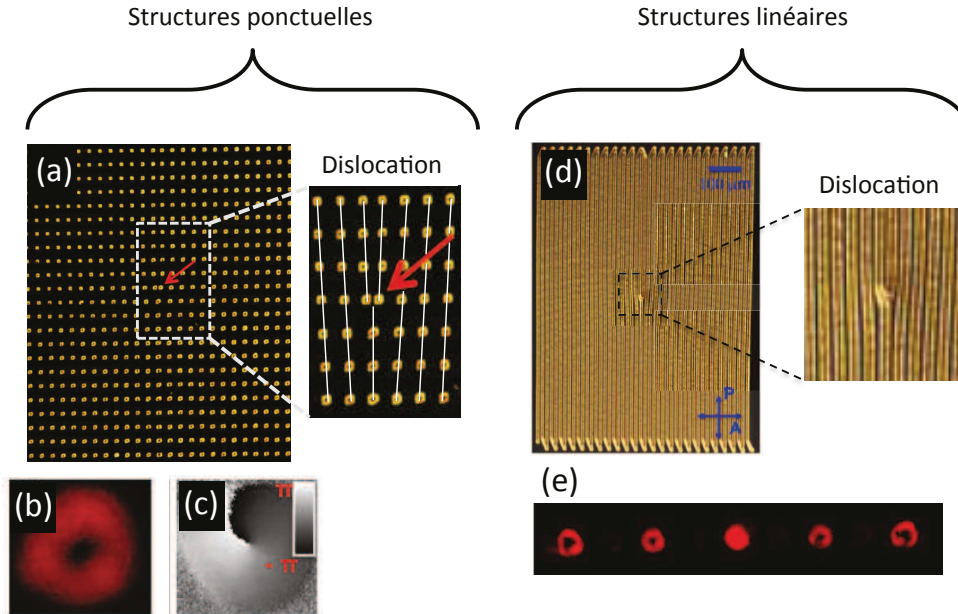 Structures ponctuelles
Structures linéaires
(a)
Dislocation
(d)
100 µm
Dislocation
P
A
(b)
(c)
π
- π
(e)